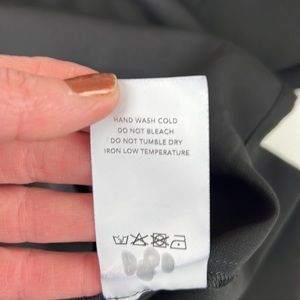 HAND WASH COLD
DO NOT BLEACH
DO NOT TUMBLE DRY
IRON LOW TEMPERATURE